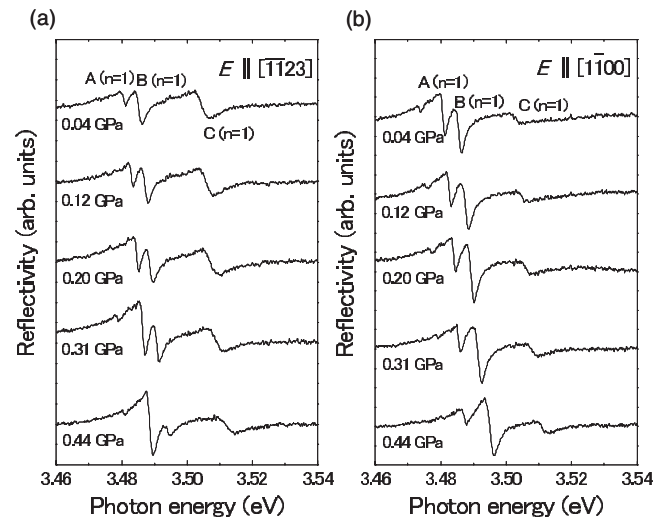 (a)
E ∥ [1̅1̅23]
A (n=1) B (n=1)
C (n=1)
0.04 GPa
0.12 GPa
0.20 GPa
0.31 GPa
0.44 GPa
Reflectivity (arb. units)
3.46 3.48 3.50 3.52 3.54
Photon energy (eV)
(b)
E ∥ [11̅00]
A (n=1)
B (n=1) C (n=1)
0.04 GPa
0.12 GPa
0.20 GPa
0.31 GPa
0.44 GPa
Reflectivity (arb. units)
3.46 3.48 3.50 3.52 3.54
Photon energy (eV)